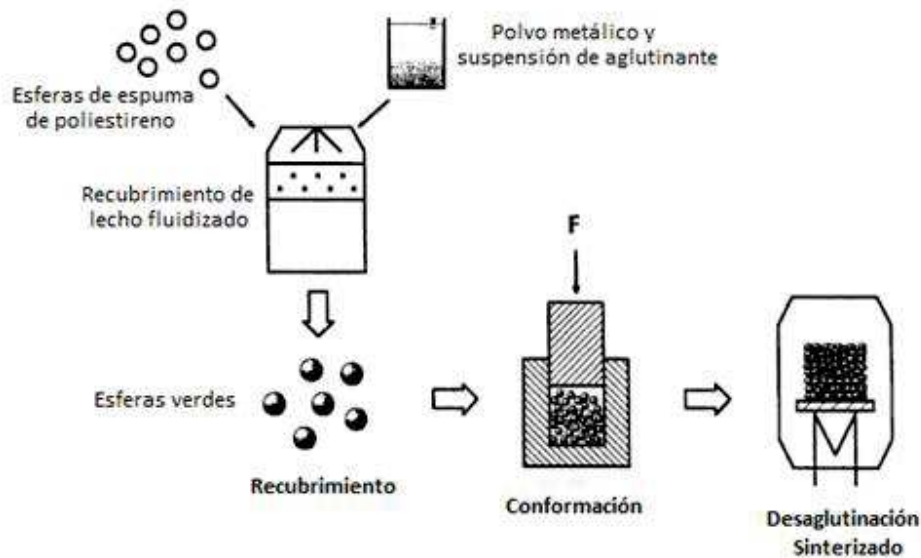 Esferas de espuma
de poliestireno
Polvo metálico y
suspensión de aglutinante
Recubrimiento de
lecho fluidizado
F
Esferas verdes
Recubrimiento
Conformación
Desaglutinación
Sinterizado